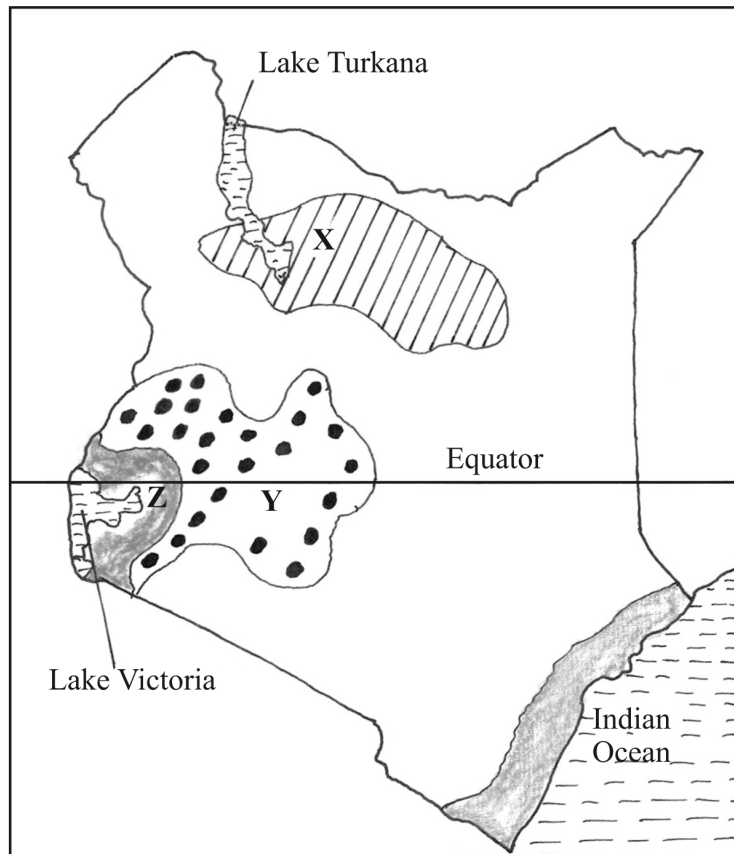 Lake Turkana
X
Equator
Z
Y
Lake Victoria
Indian
Ocean